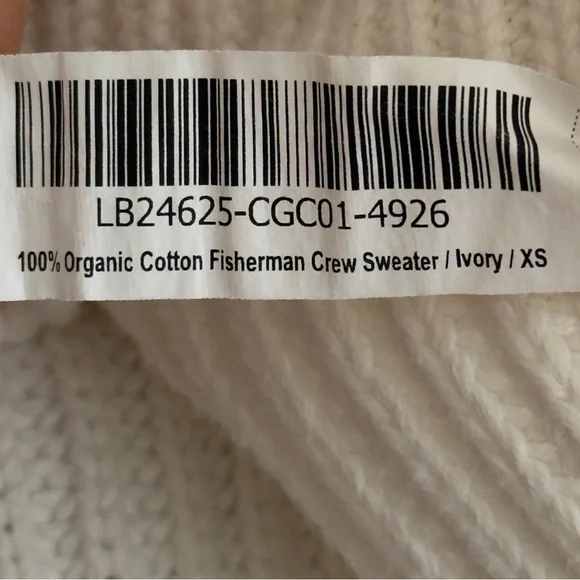 LB24625-CGC01-4926
100% Organic Cotton Fisherman Crew Sweater / Ivory / XS